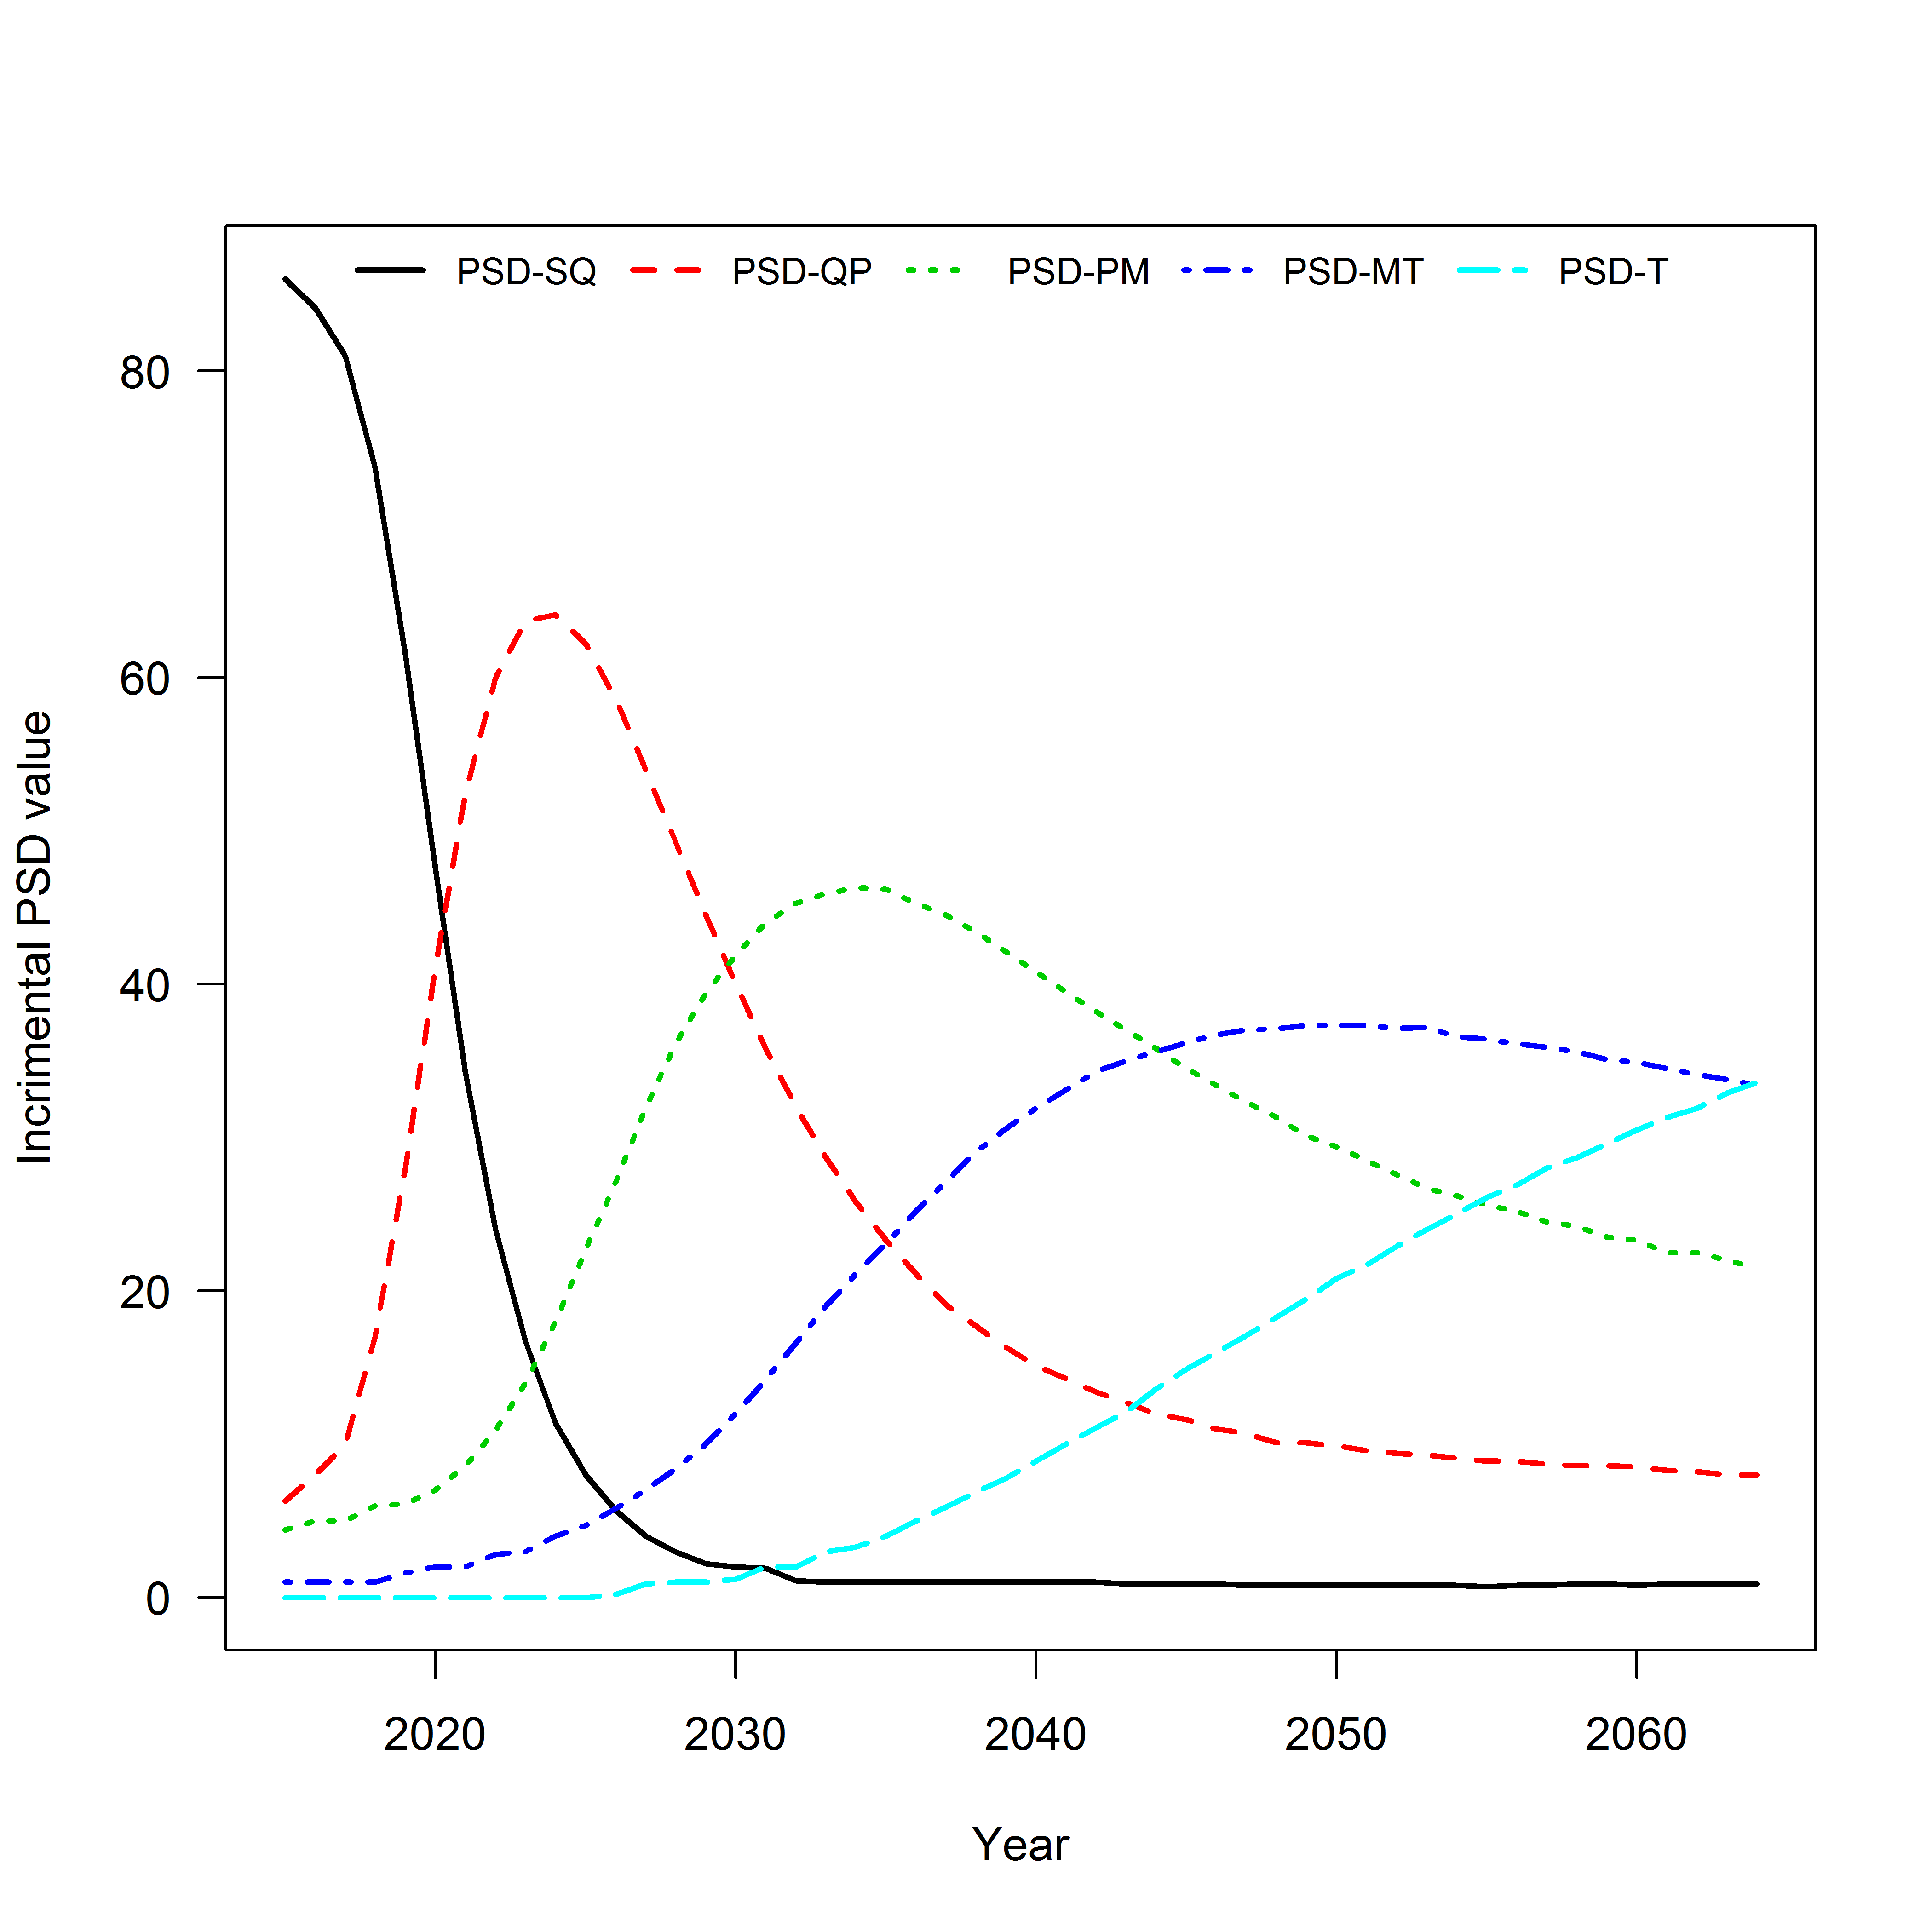 PSD-SQ PSD-QP PSD-PM PSD-MT PSD-T
Incrimental PSD value
80
60
40
20
0
2020 2030 2040 2050 2060
Year